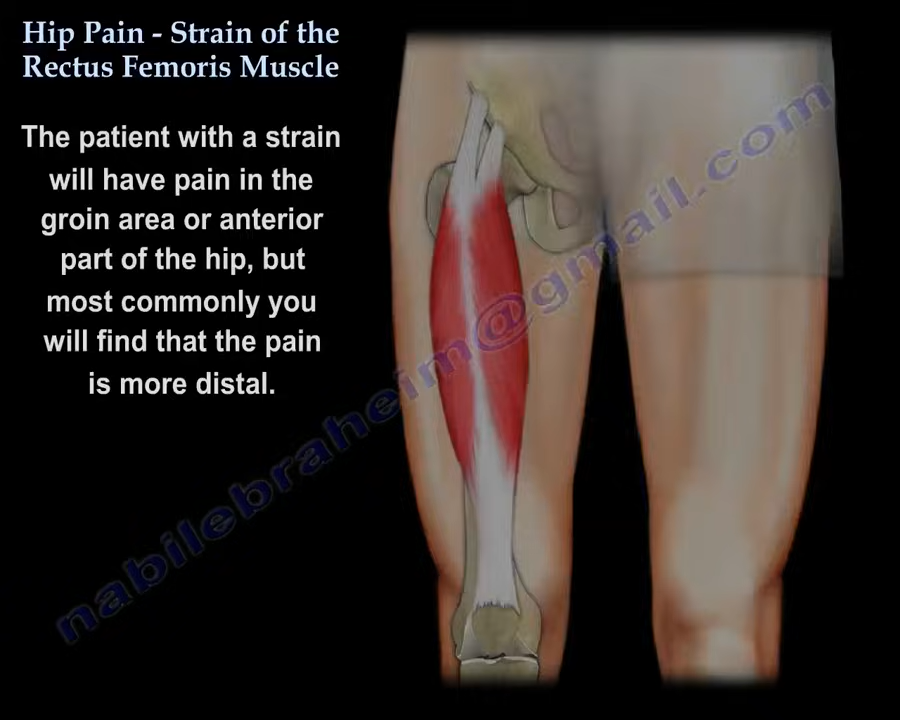 Hip Pain - Strain of the
Rectus Femoris Muscle
The patient with a strain
will have pain in the
groin area or anterior
part of the hip, but
most commonly you
will find that the pain
is more distal.
nabilebraheim@gmail.com